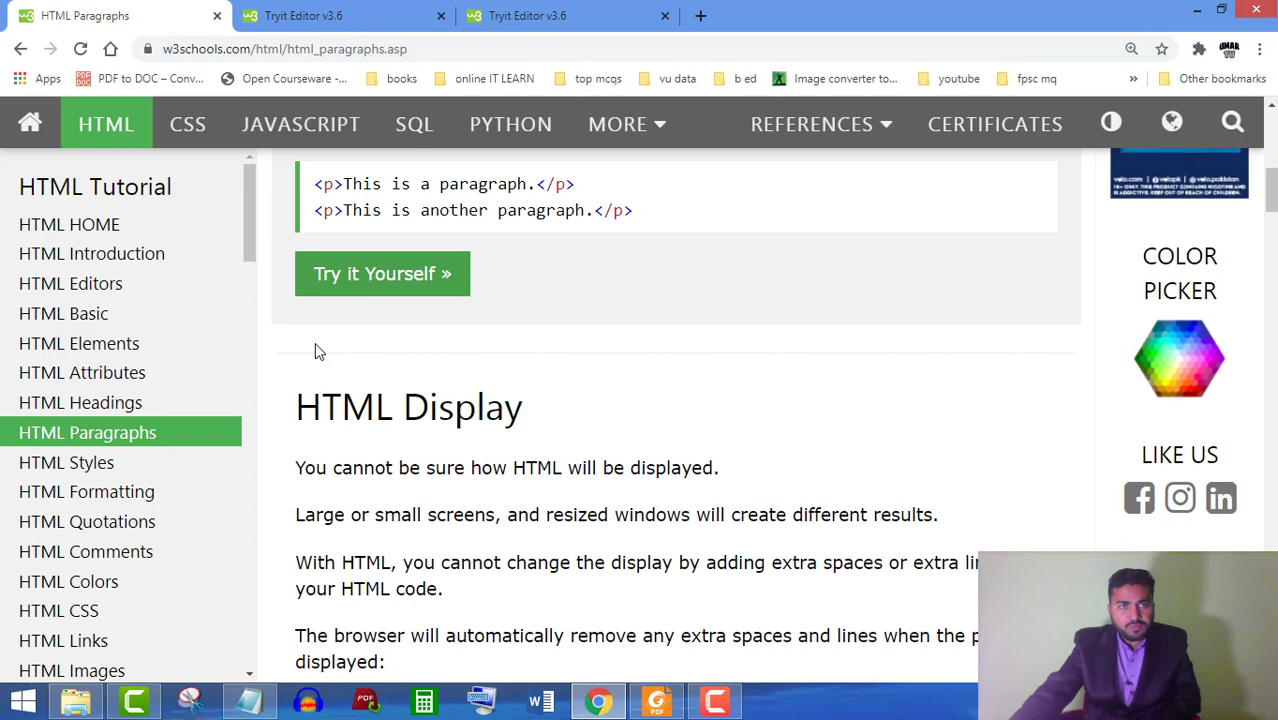 HTML Paragraphs
Tryit Editor v3.6
Tryit Editor v3.6
w3schools.com/html/html_paragraphs.asp
Apps
PDF to DOC – Conv...
Open Courseware -...
books
online IT LEARN
top mcqs
vu data
b ed
Image converter to...
youtube
fpsc mq
»
Other bookmarks
HTML
CSS
JAVASCRIPT
SQL
PYTHON
MORE
REFERENCES
CERTIFICATES
HTML Tutorial
HTML HOME
HTML Introduction
HTML Editors
HTML Basic
HTML Elements
HTML Attributes
HTML Headings
HTML Paragraphs
HTML Styles
HTML Formatting
HTML Quotations
HTML Comments
HTML Colors
HTML CSS
HTML Links
HTML Images
<p>This is a paragraph.</p>
<p>This is another paragraph.</p>
Try it Yourself »
HTML Display
You cannot be sure how HTML will be displayed.
Large or small screens, and resized windows will create different results.
With HTML, you cannot change the display by adding extra spaces or extra li
your HTML code.
The browser will automatically remove any extra spaces and lines when the p
displayed:
COLOR
PICKER
LIKE US